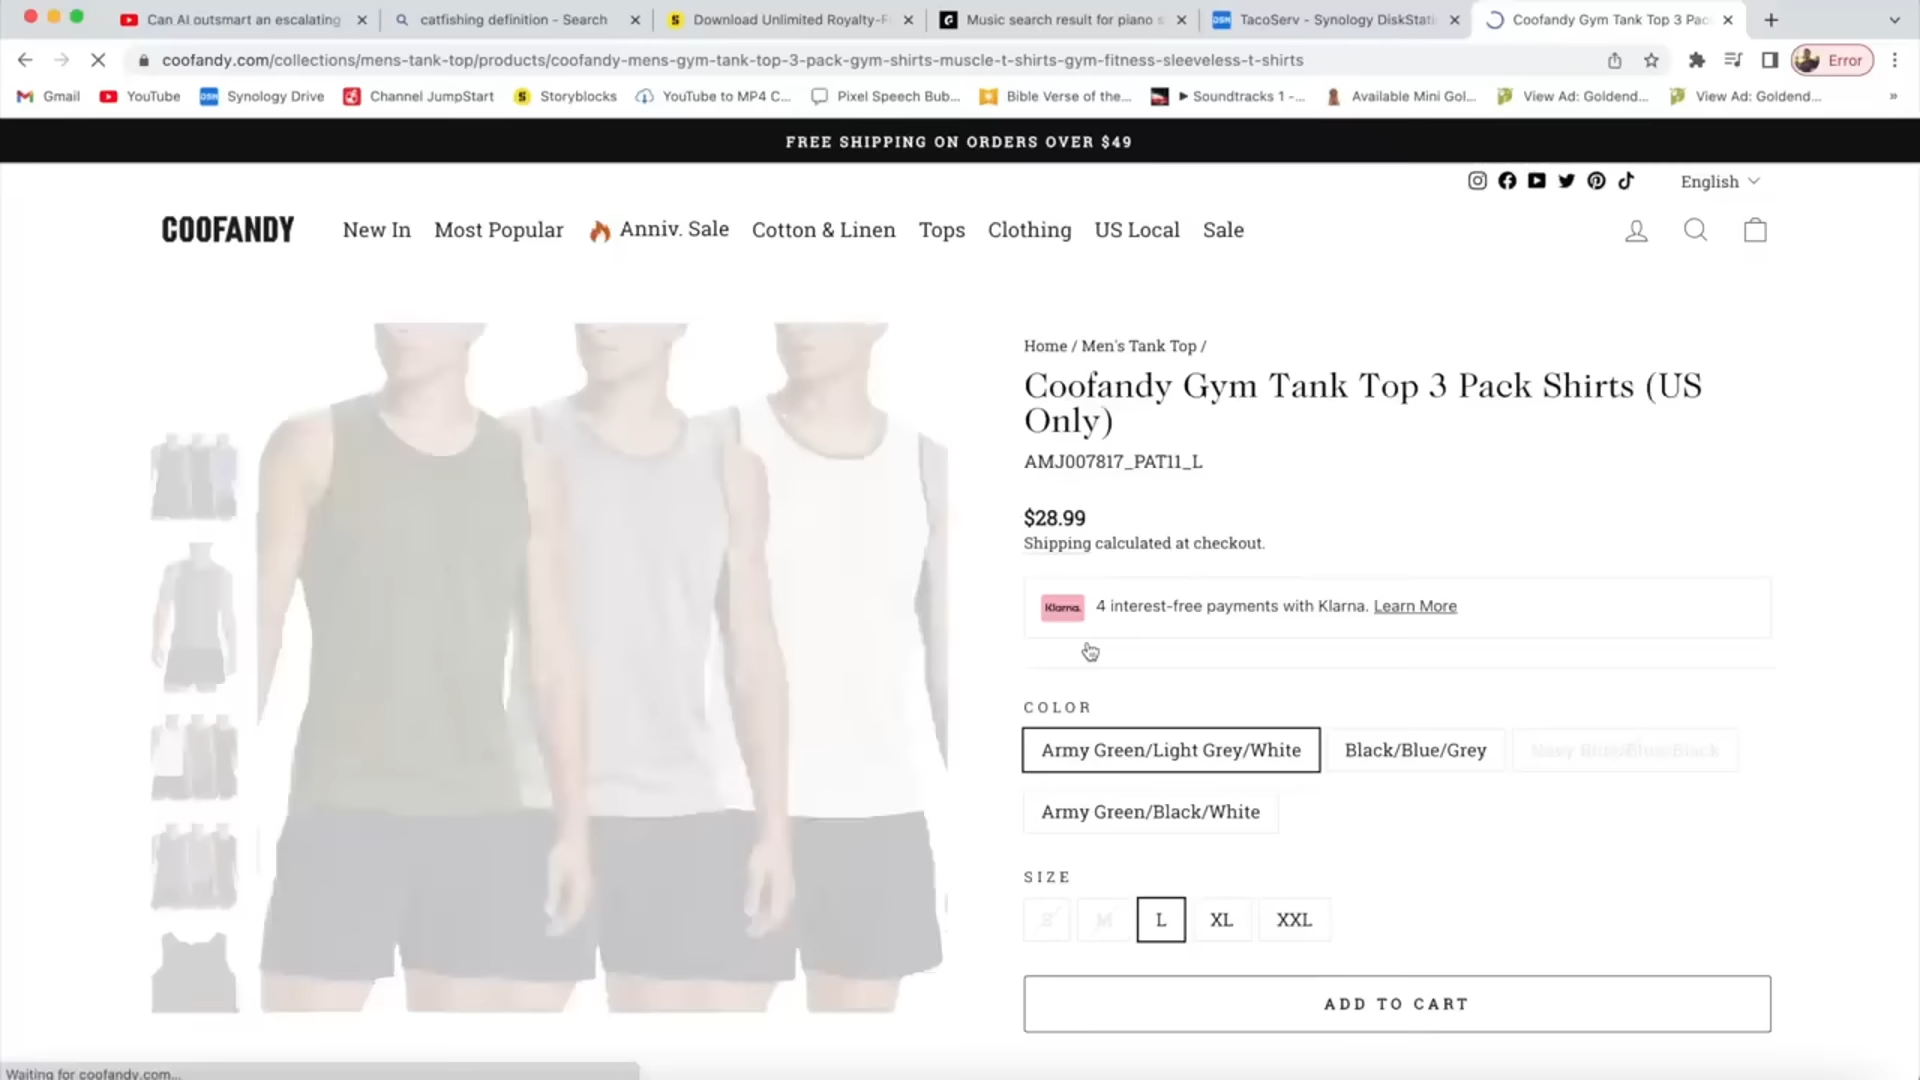 Can AI outsmart an escalating
catfishing definition - Search
Download Unlimited Royalty-F
Music search result for piano s
TacoServ - Synology DiskStati
Coofandy Gym Tank Top 3 Pac
coofandy.com/collections/mens-tank-top/products/coofandy-mens-gym-tank-top-3-pack-gym-shirts-muscle-t-shirts-gym-fitness-sleeveless-t-shirts
Error
Gmail
YouTube
Synology Drive
Channel JumpStart
Storyblocks
YouTube to MP4 C...
Pixel Speech Bub...
Bible Verse of the...
►Soundtracks 1 -...
Available Mini Gol...
View Ad: Goldend...
View Ad: Goldend...
»
FREE SHIPPING ON ORDERS OVER $49
English
COOFANDY
New In
Most Popular
Anniv. Sale
Cotton & Linen
Tops
Clothing
US Local
Sale
Home / Men's Tank Top /
Coofandy Gym Tank Top 3 Pack Shirts (US
Only)
AMJ007817_PAT11_L
$28.99
Shipping calculated at checkout.
Klarna. 4 interest-free payments with Klarna. Learn More
COLOR
Army Green/Light Grey/White
Black/Blue/Grey
Navy Blue/Blue/Black
Army Green/Black/White
SIZE
S
M
L
XL
XXL
ADD TO CART
Waiting for coofandy.com...